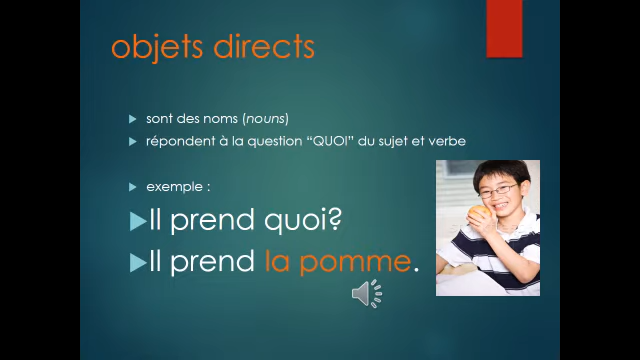 objets directs
sont des noms (nouns)
répondent à la question “QUOI” du sujet et verbe
exemple :
Il prend quoi?
Il prend la pomme.